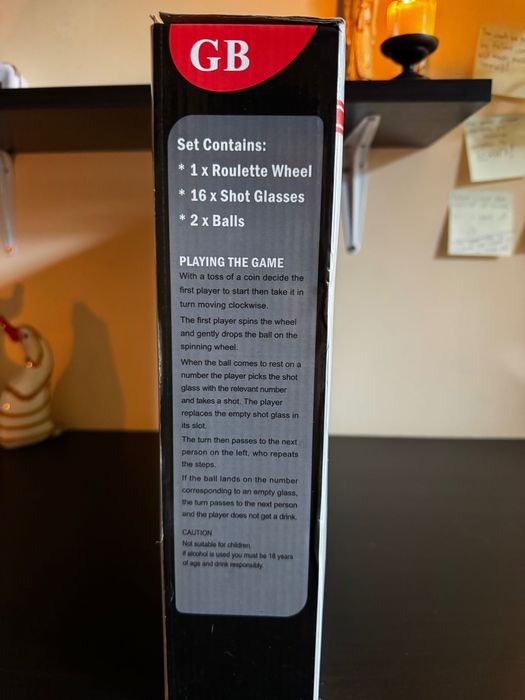 GB
Set Contains:
* 1 x Roulette Wheel
* 16 x Shot Glasses
* 2 x Balls
PLAYING THE GAME
With a toss of a coin decide the
first player to start then take it in
turn moving clockwise.
The first player spins the wheel
and gently drops the ball on the
spinning wheel.
When the ball comes to rest on a
number the player picks the shot
glass with the relevant number
and takes a shot. The player
replaces the empty shot glass in
its slot.
The turn then passes to the next
person on the left, who repeats
the steps.
If the ball lands on the number
corresponding to an empty glass,
the turn passes to the next person
and the player does not get a drink.
CAUTION
Not suitable for children.
If alcohol is used you must be 18 years
of age and drink responsibly.